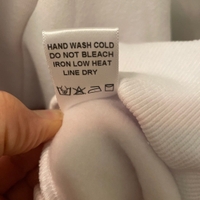 HAND WASH COLD
DO NOT BLEACH
IRON LOW HEAT
LINE DRY